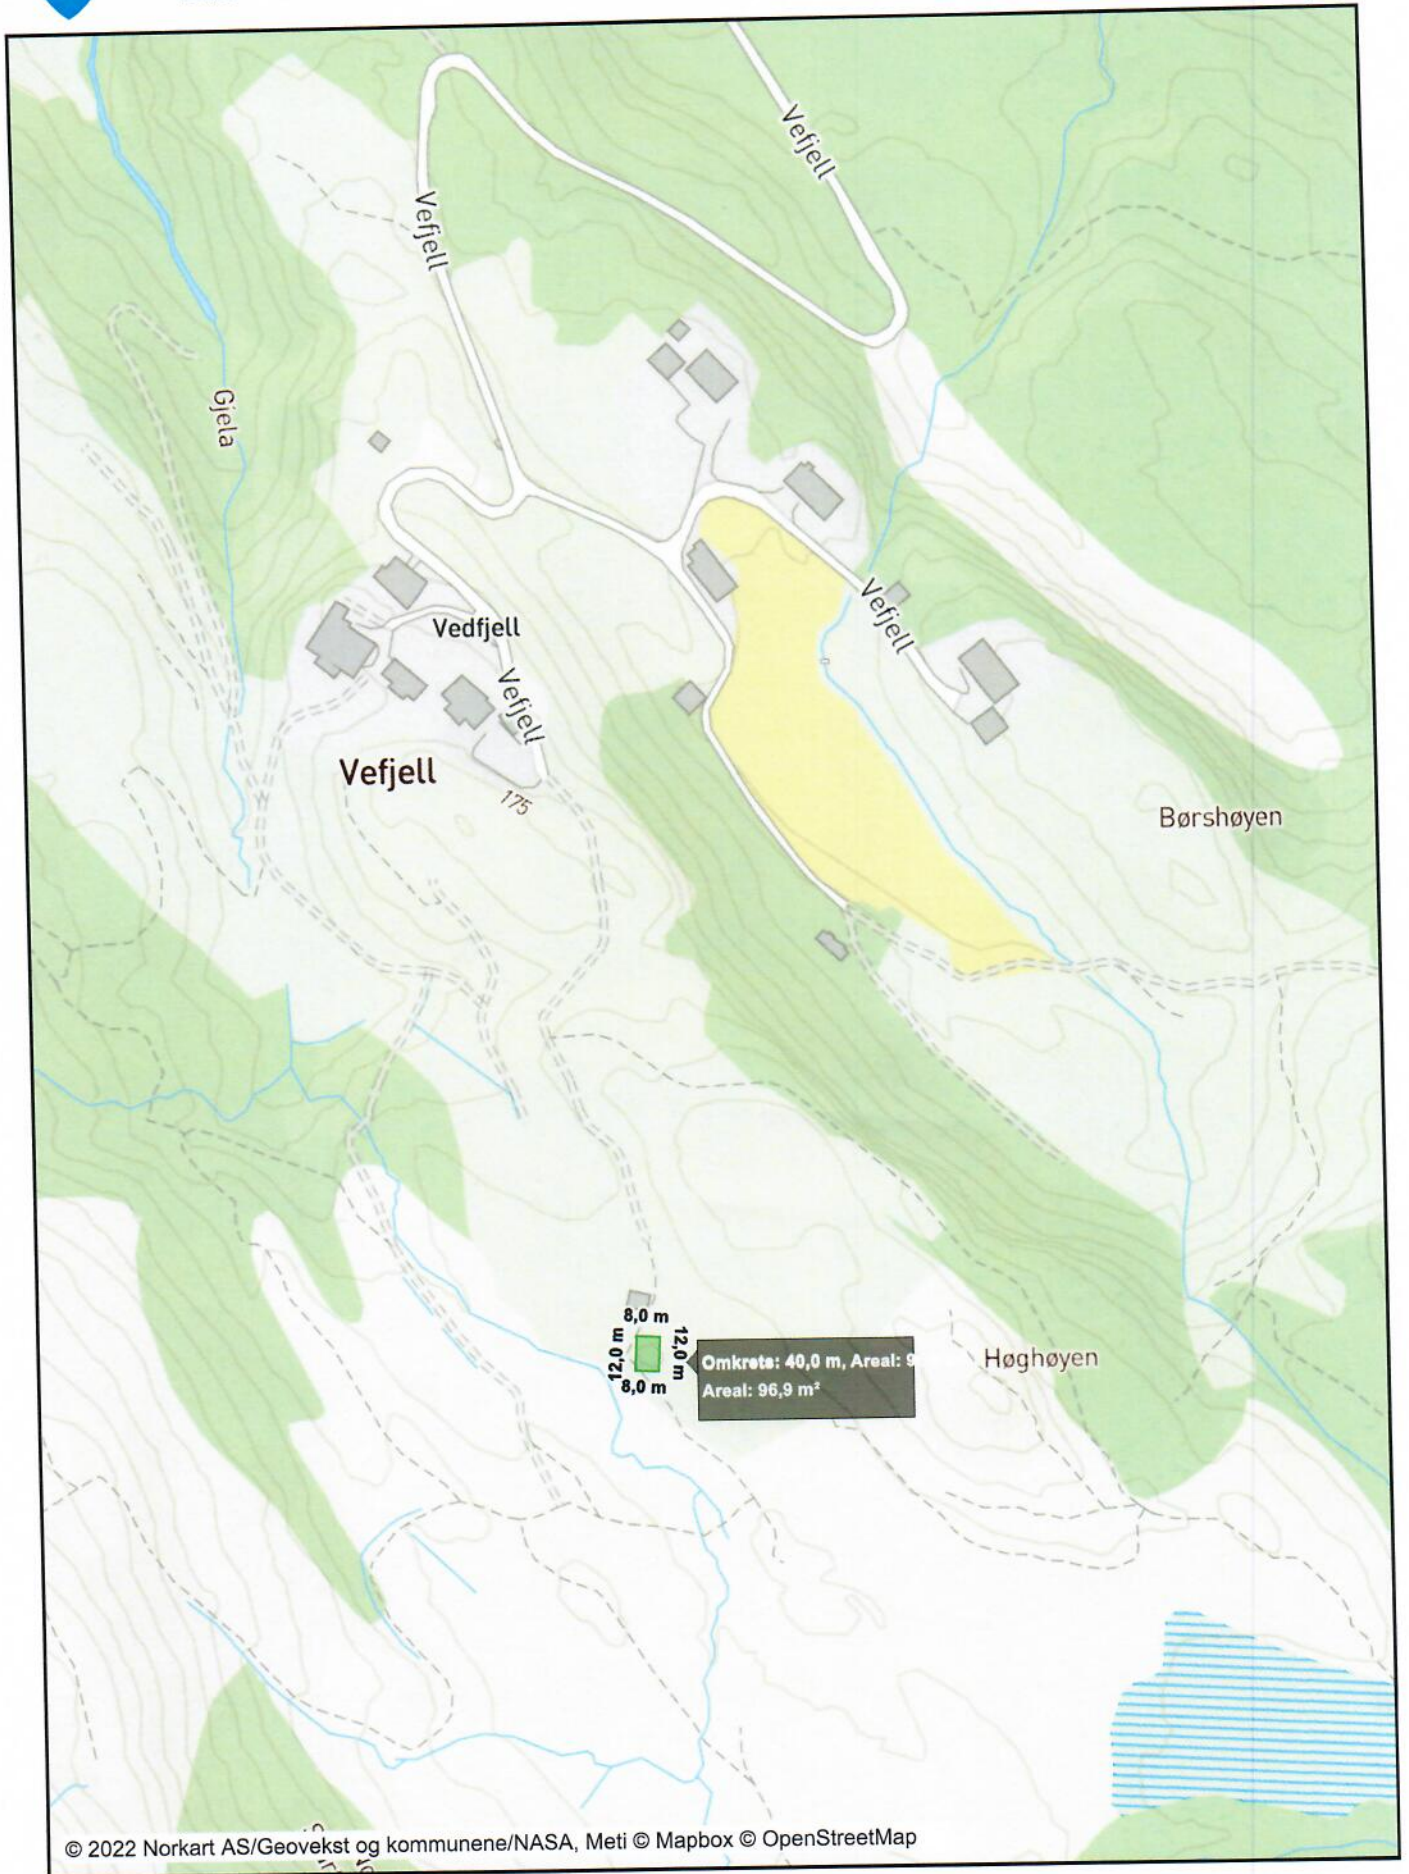 Vefjell
Vefjell
Gjela
Vefjell
Vedfjell
Vefjell
Vefjell
175
Børshøyen
8,0 m
12,0 m
12,0 m
8,0 m
Omkrets: 40,0 m, Areal: 9
Areal: 96,9 m²
Høghøyen
© 2022 Norkart AS/Geovekst og kommunene/NASA, Meti © Mapbox © OpenStreetMap